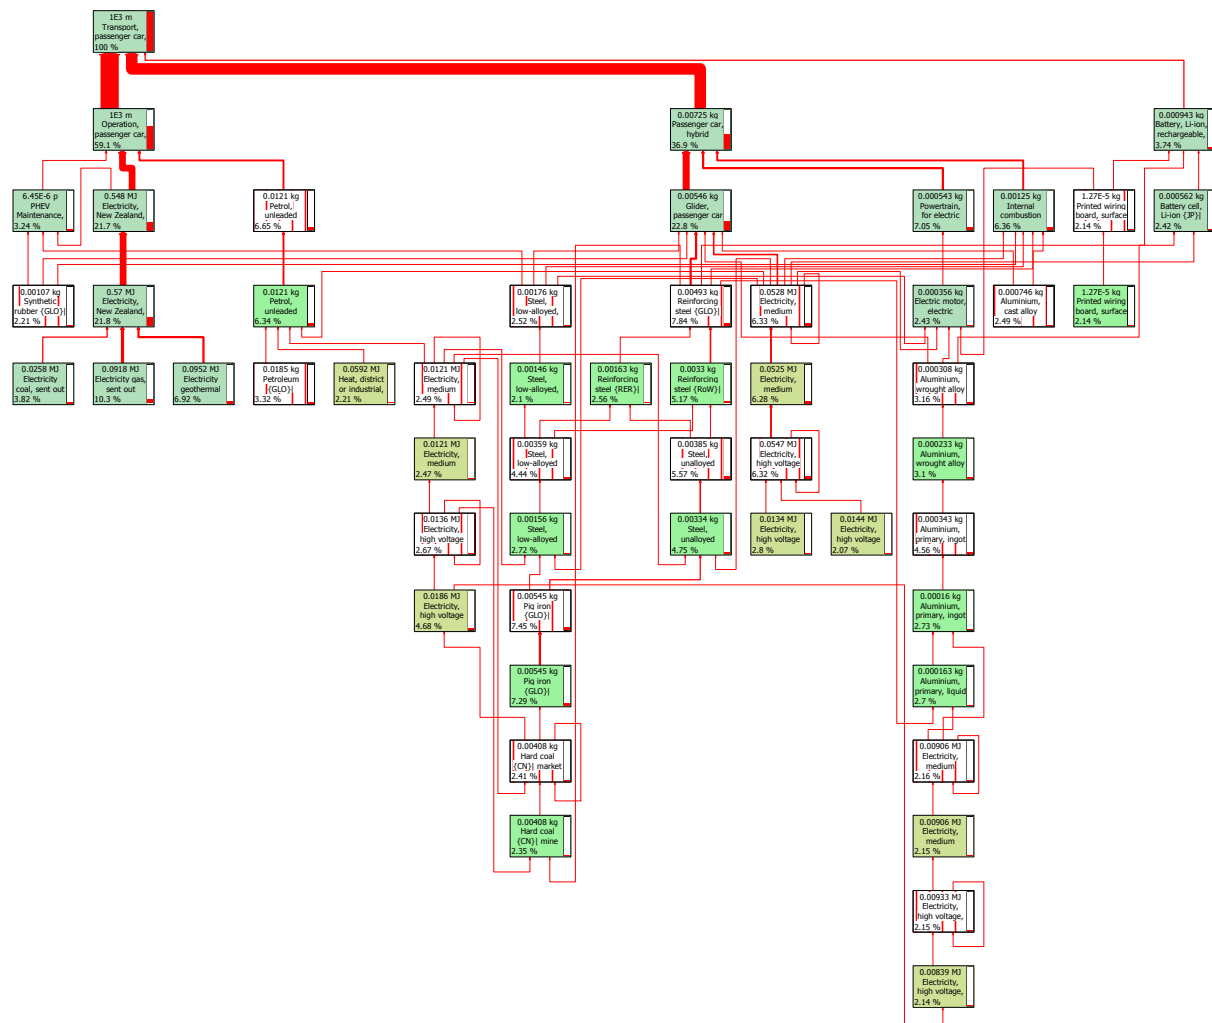 1E3 m
Transport,
passenger car,
100 %
1E3 m
Operation,
passenger car,
59.1 %
0.00725 kg
Passenger car,
hybrid
36.9 %
0.000943 kg
Battery, Li-ion,
rechargeable,
3.74 %
6.45E-6 p
PHEV
Maintenance,
3.24 %
0.548 MJ
Electricity,
New Zealand,
21.7 %
0.0121 kg
Petrol,
unleaded
6.65 %
0.00546 kg
Glider,
passenger car
22.8 %
0.000543 kg
Powertrain,
for electric
7.05 %
0.00125 kg
Internal
combustion
6.36 %
1.27E-5 kg
Printed wiring
board, surface
2.14 %
0.000562 kg
Battery cell,
Li-ion {JP}|
2.42 %
0.00107 kg
Synthetic
rubber {GLO}|
2.21 %
0.57 MJ
Electricity,
New Zealand,
21.8 %
0.0121 kg
Petrol,
unleaded
6.34 %
0.00176 kg
Steel,
low-alloyed,
2.52 %
0.00493 kg
Reinforcing
steel {GLO}|
7.84 %
0.0528 MJ
Electricity,
medium
6.33 %
0.000356 kg
Electric motor,
electric
2.43 %
0.000746 kg
Aluminium,
cast alloy
2.49 %
1.27E-5 kg
Printed wiring
board, surface
2.14 %
0.0258 MJ
Electricity
coal, sent out
3.82 %
0.0918 MJ
Electricity gas,
sent out
10.3 %
0.0952 MJ
Electricity
geothermal
6.92 %
0.0185 kg
Petroleum
{GLO}|
3.32 %
0.0592 MJ
Heat, district
or industrial,
2.21 %
0.0121 MJ
Electricity,
medium
2.49 %
0.00146 kg
Steel,
low-alloyed,
2.1 %
0.00163 kg
Reinforcing
steel {RER}|
2.56 %
0.0033 kg
Reinforcing
steel {RoW}|
5.17 %
0.0525 MJ
Electricity,
medium
6.28 %
0.000308 kg
Aluminium,
wrought alloy
3.16 %
0.0121 MJ
Electricity,
medium
2.47 %
0.00359 kg
Steel,
low-alloyed
4.44 %
0.00385 kg
Steel,
unalloyed
5.57 %
0.0547 MJ
Electricity,
high voltage
6.32 %
0.000233 kg
Aluminium,
wrought alloy
3.1 %
0.0136 MJ
Electricity,
high voltage
2.67 %
0.00156 kg
Steel,
low-alloyed
2.72 %
0.00334 kg
Steel,
unalloyed
4.75 %
0.0134 MJ
Electricity,
high voltage
2.8 %
0.0144 MJ
Electricity,
high voltage
2.07 %
0.000343 kg
Aluminium,
primary, ingot
4.56 %
0.0186 MJ
Electricity,
high voltage
4.68 %
0.00545 kg
Pig iron
{GLO}|
7.45 %
0.00016 kg
Aluminium,
primary, ingot
2.73 %
0.00545 kg
Pig iron
{GLO}|
7.29 %
0.000163 kg
Aluminium,
primary, liquid
2.7 %
0.00408 kg
Hard coal
{CN}| market
2.41 %
0.00906 MJ
Electricity,
medium
2.16 %
0.00408 kg
Hard coal
{CN}| mine
2.35 %
0.00906 MJ
Electricity,
medium
2.15 %
0.00933 MJ
Electricity,
high voltage,
2.15 %
0.00839 MJ
Electricity,
high voltage,
2.14 %